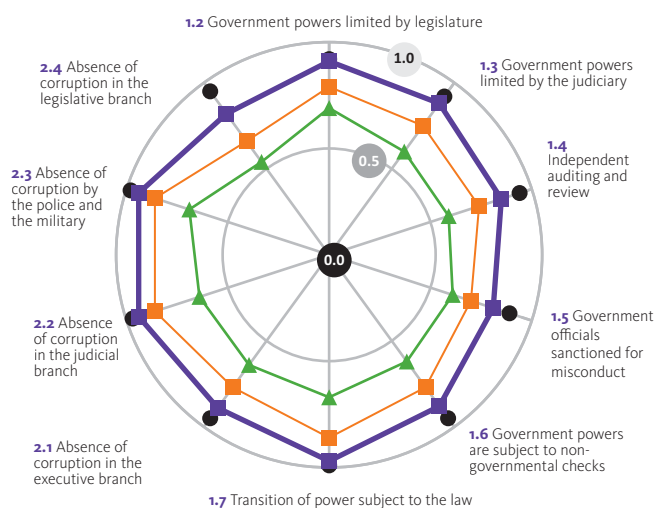 1.2 Government powers limited by legislature
1.0
1.3 Government powers
limited by the judiciary
1.4
Independent
auditing and
review
1.5 Government
officials
sanctioned for
misconduct
1.6 Government powers
are subject to non-
governmental checks
1.7 Transition of power subject to the law
2.1 Absence of
corruption in the
executive branch
2.2 Absence
of corruption
in the judicial
branch
2.3 Absence of
corruption by
the police and
the military
2.4 Absence of
corruption in the
legislative branch
0.5
0.0